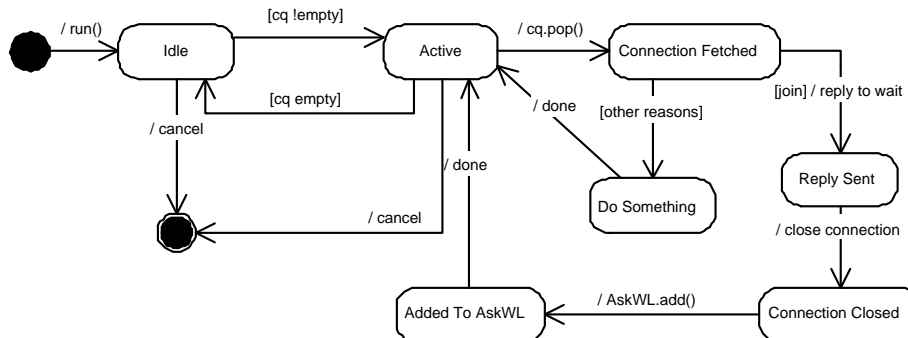 / run()
Idle
[cq !empty]
Active
/ cq.pop()
Connection Fetched
[cq empty]
/ cancel
/ done
[other reasons]
[join] / reply to wait
/ done
Do Something
Reply Sent
/ cancel
/ close connection
Added To AskWL
/ AskWL.add()
Connection Closed